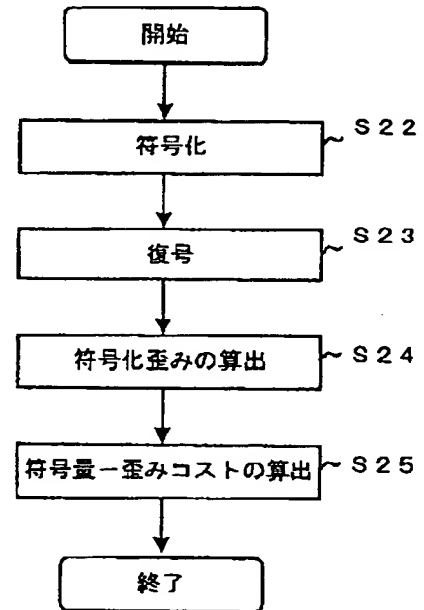 開始
符号化
S22
復号
S23
符号化歪みの算出
S24
符号量ー歪みコストの算出
S25
終了